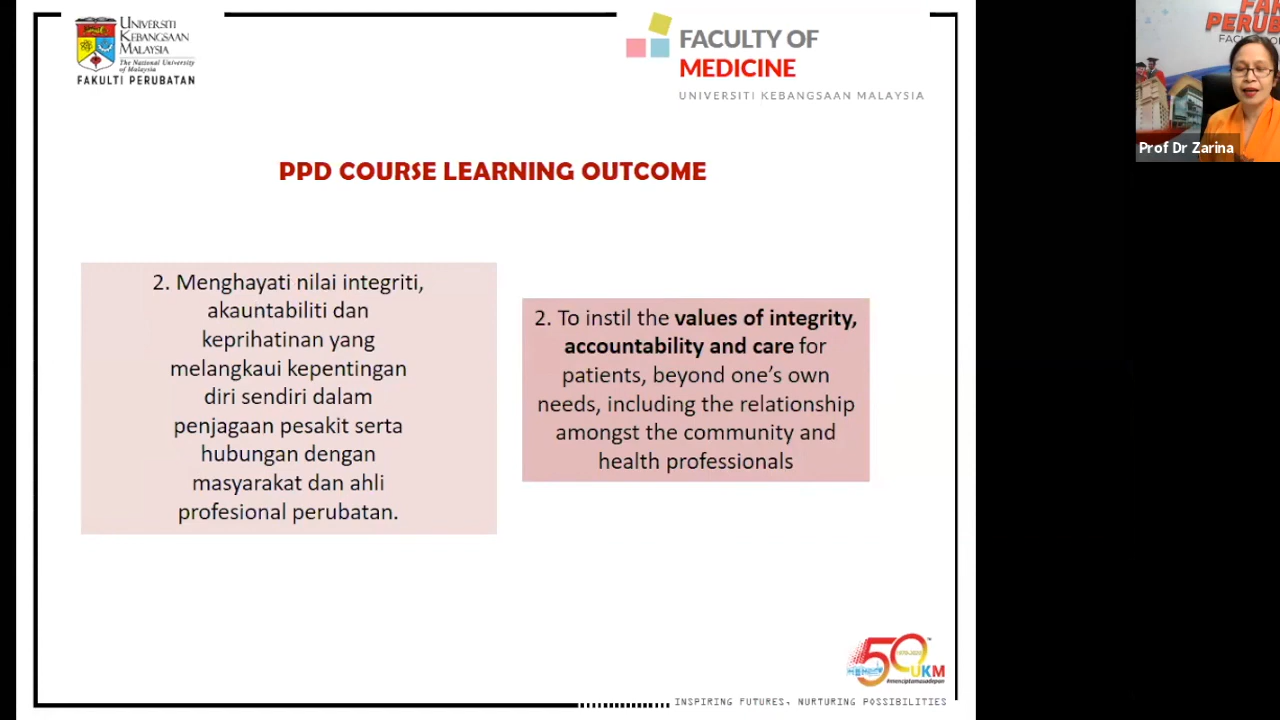 UNIVERSITI
KEBANGSAAN
MALAYSIA
The National University
of Malaysia
FAKULTI PERUBATAN
FACULTY OF
MEDICINE
UNIVERSITI KEBANGSAAN MALAYSIA
PERUBA
Prof Dr Zarina
PPD COURSE LEARNING OUTCOME
2. Menghayati nilai integriti,
akauntabiliti dan
keprihatinan yang
melangkaui kepentingan
diri sendiri dalam
penjagaan pesakit serta
hubungan dengan
masyarakat dan ahli
profesional perubatan.
2. To instil the values of integrity,
accountability and care for
patients, beyond one's own
needs, including the relationship
amongst the community and
health professionals
50
UKM
INSPIRING FUTURES, NURTURING POSSIBILITIES